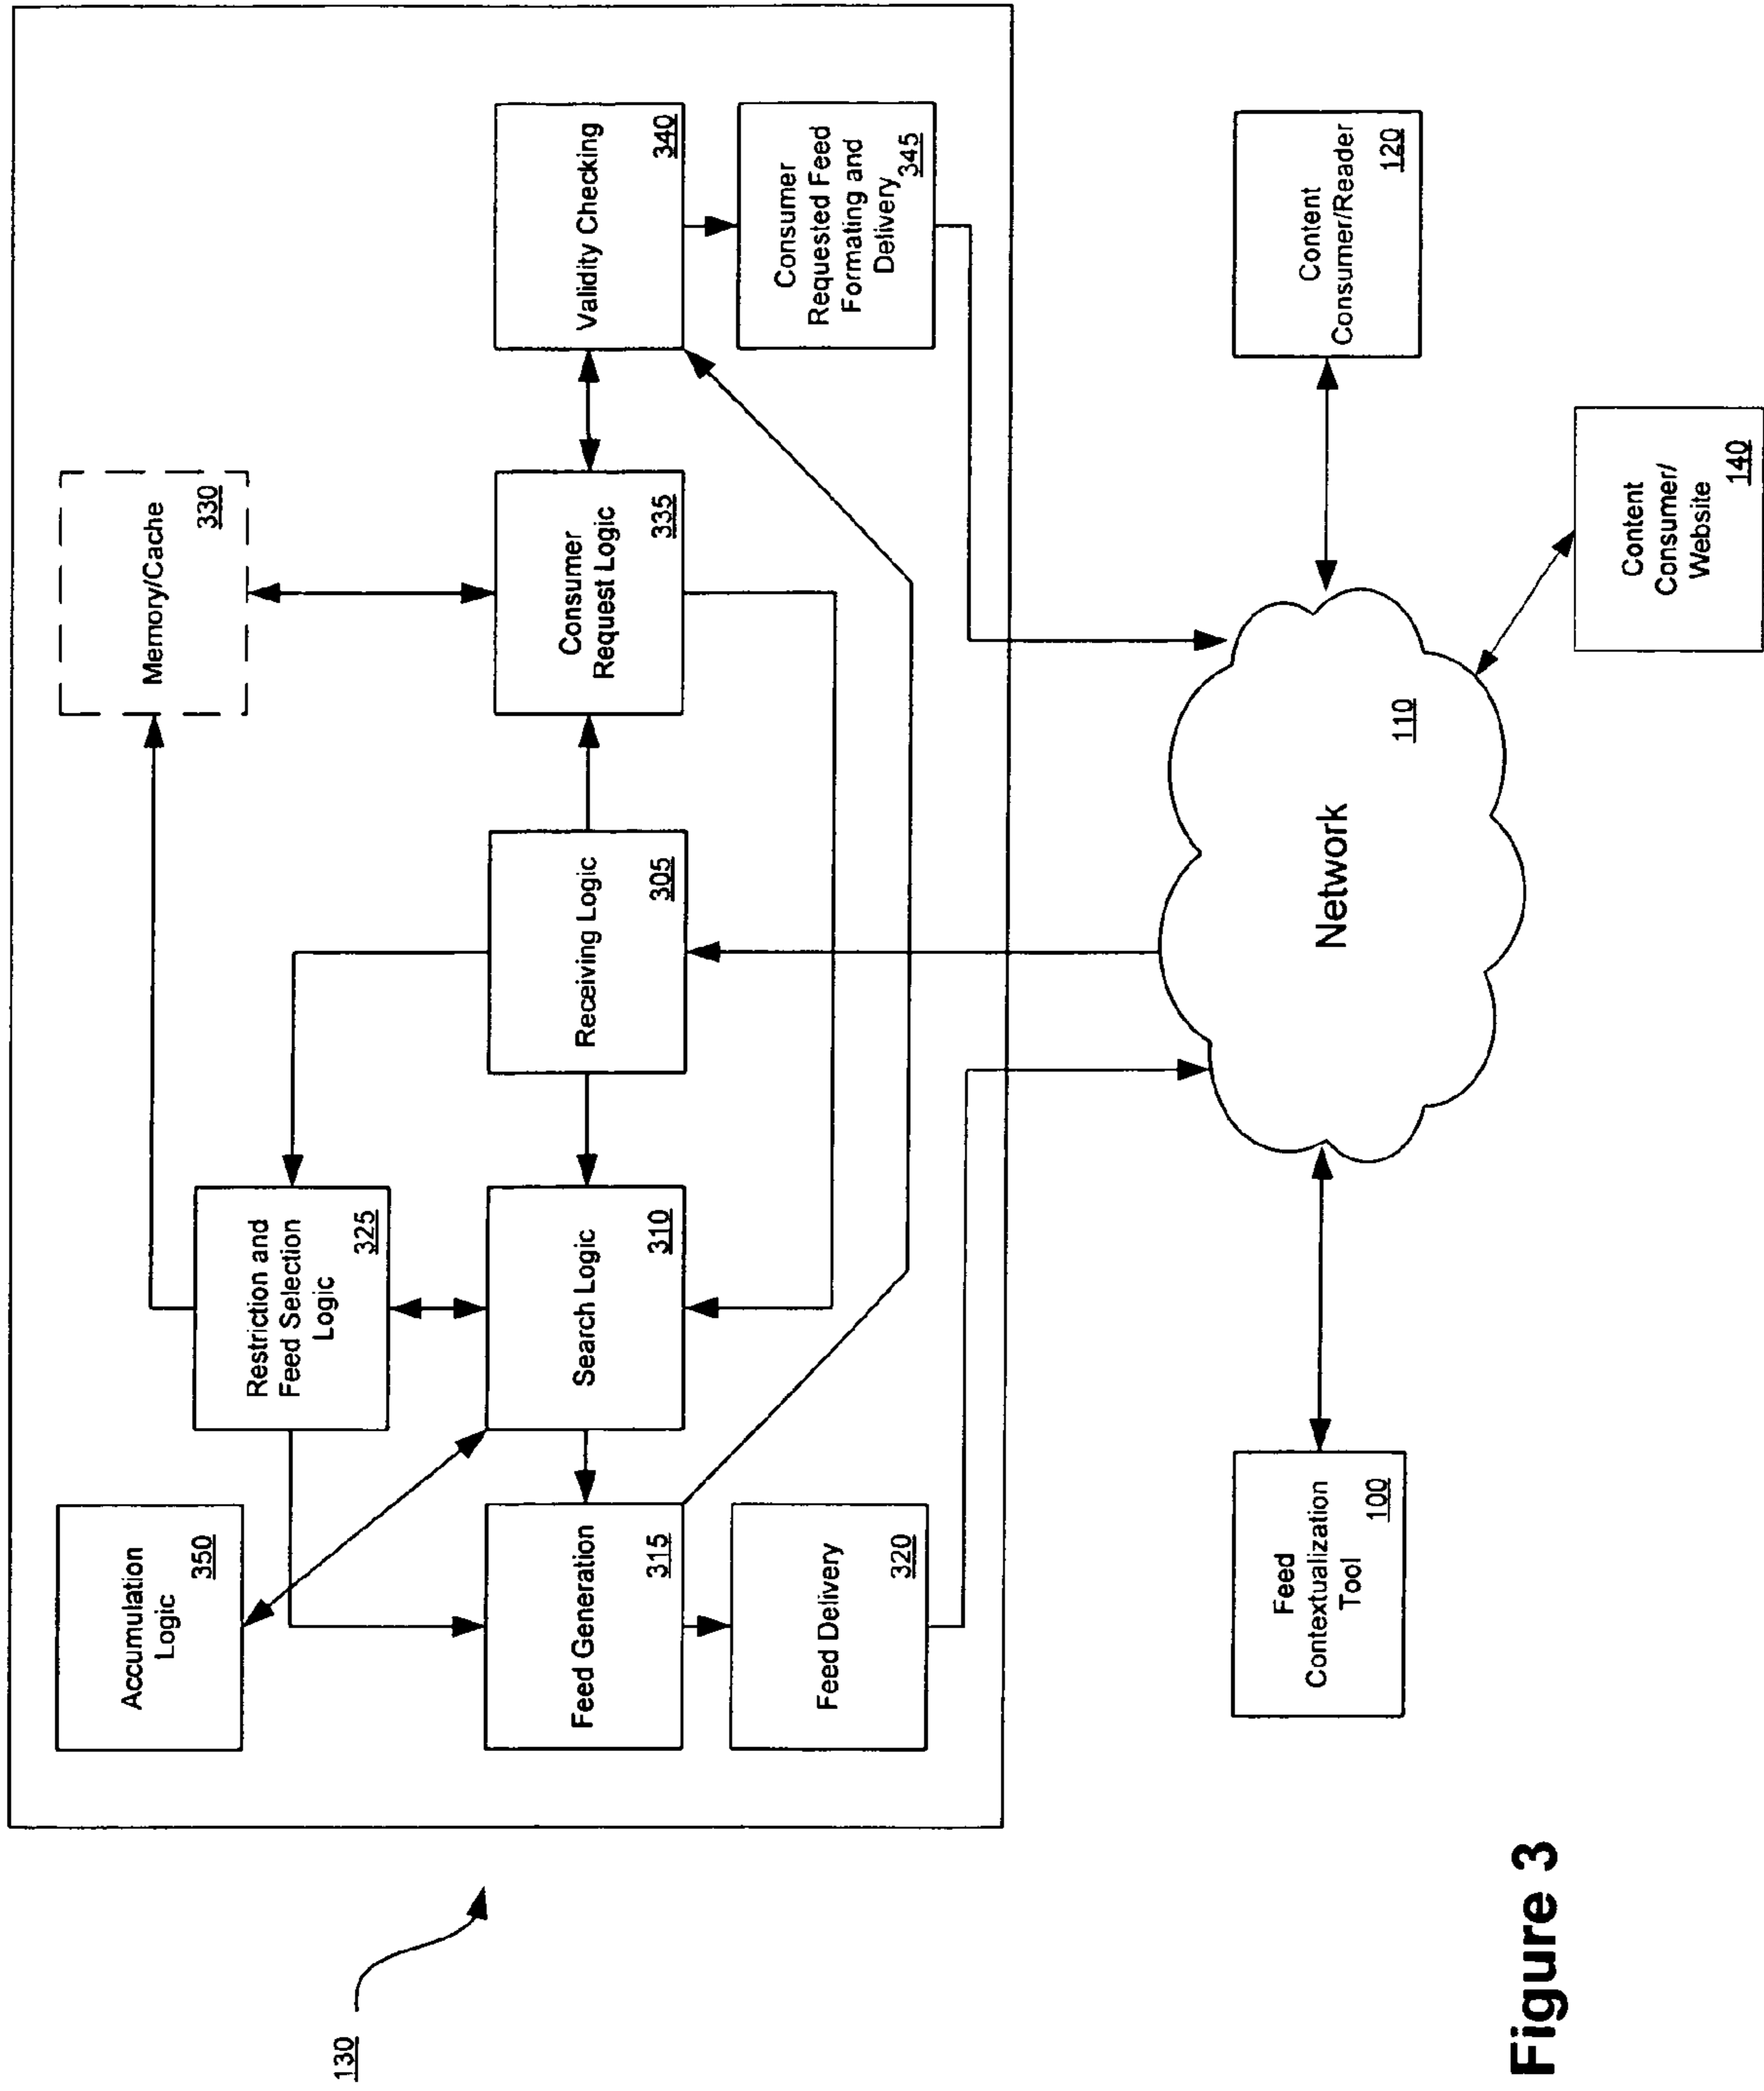 130
Accumulation
Logic
350
Restriction and
Feed Selection
Logic
325
Memory/Cache
330
Feed Generation
315
Search Logic
310
Receiving Logic
305
Consumer
Request Logic
335
Validity Checking
340
Feed Delivery
320
Consumer
Requested Feed
Formating and
Delivery
345
Feed
Contextualization
Tool
100
Network
110
Content
Consumer/Reader
120
Content
Consumer/
Website
140
Figure 3